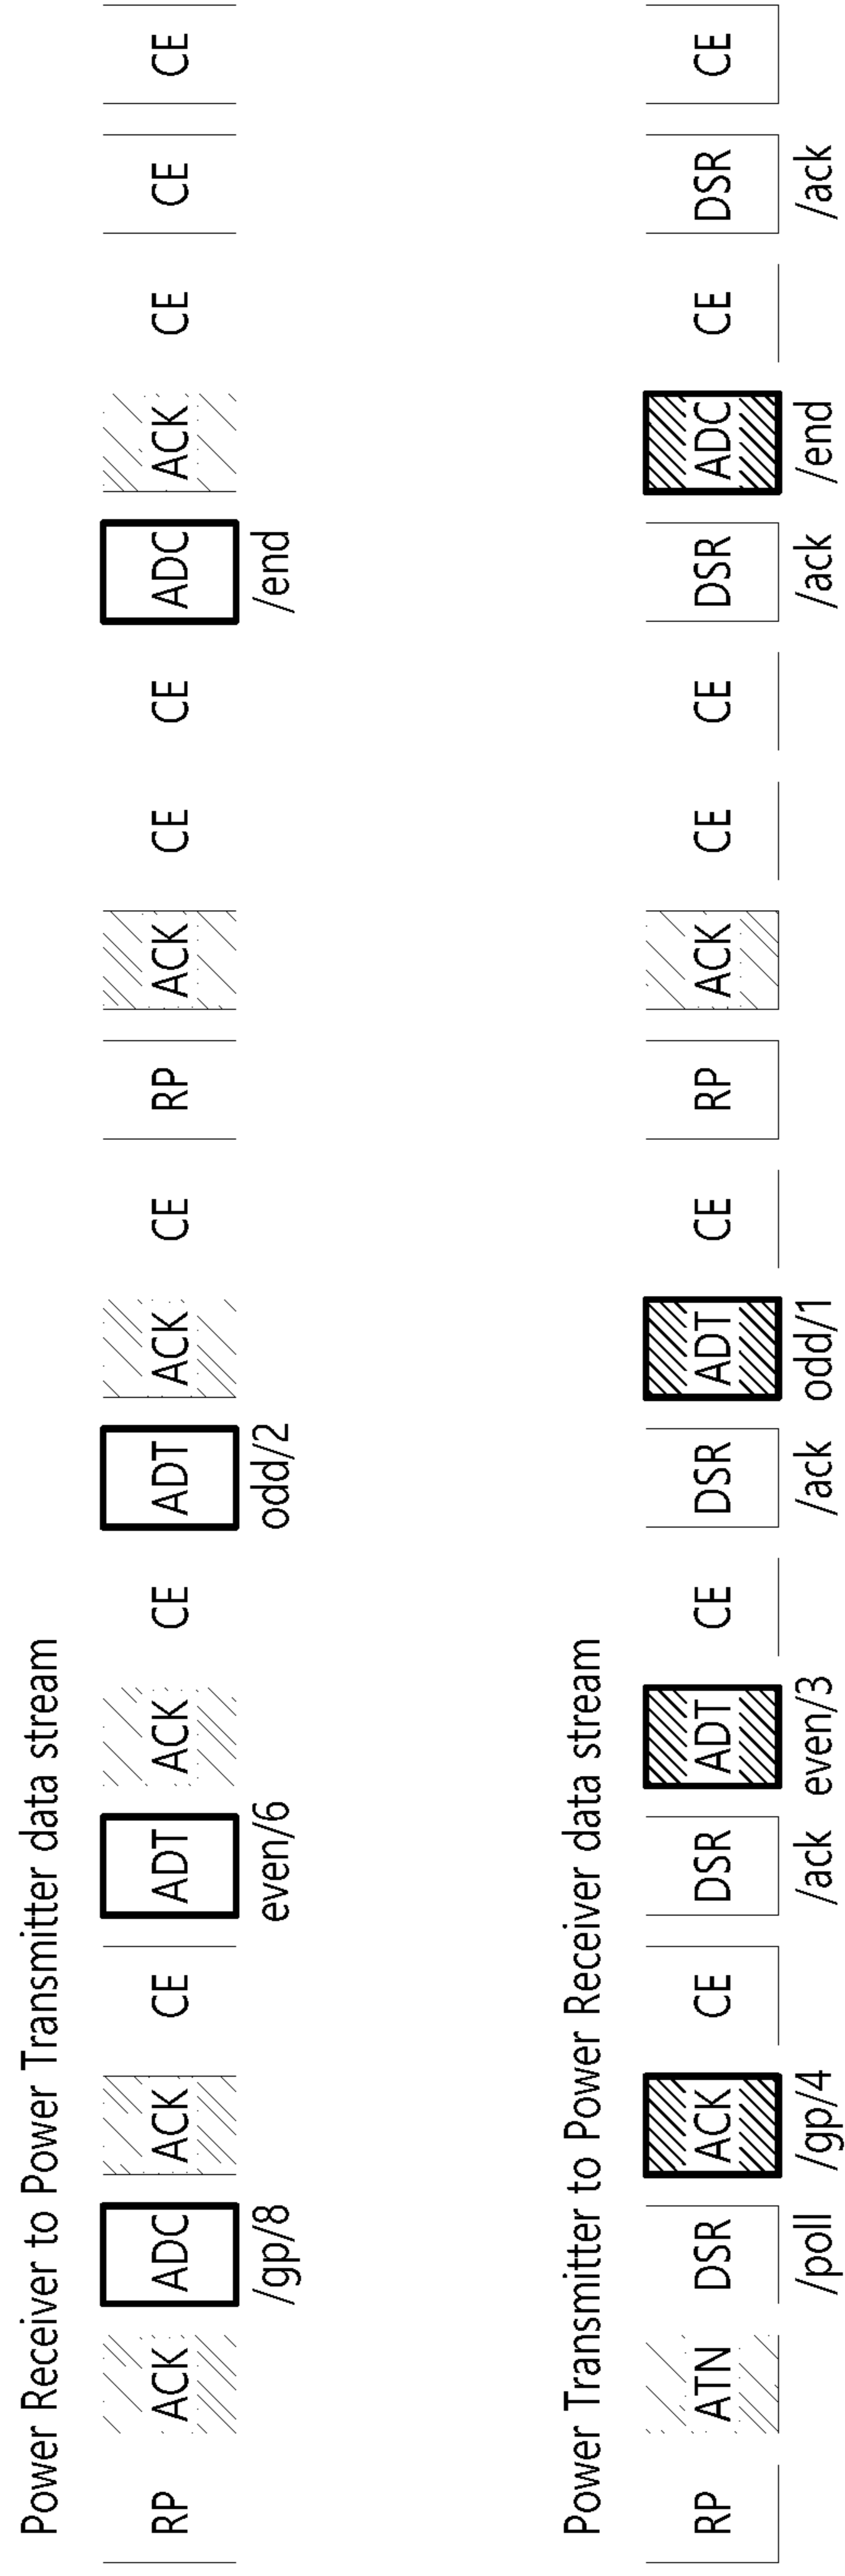 Power Receiver to Power Transmitter data stream
RP ACK ADC ACK CE ADT ACK CE ADT ACK CE RP ACK CE CE ADC ACK CE CE CE
/gp/8 even/6 odd/2 /end
Power Transmitter to Power Receiver data stream
RP ATN DSR ACK CE DSR ADT CE DSR ADT CE RP ACK CE CE DSR ADC CE DSR CE
/poll /gp/4 /ack even/3 /ack odd/1 /ack /end /ack